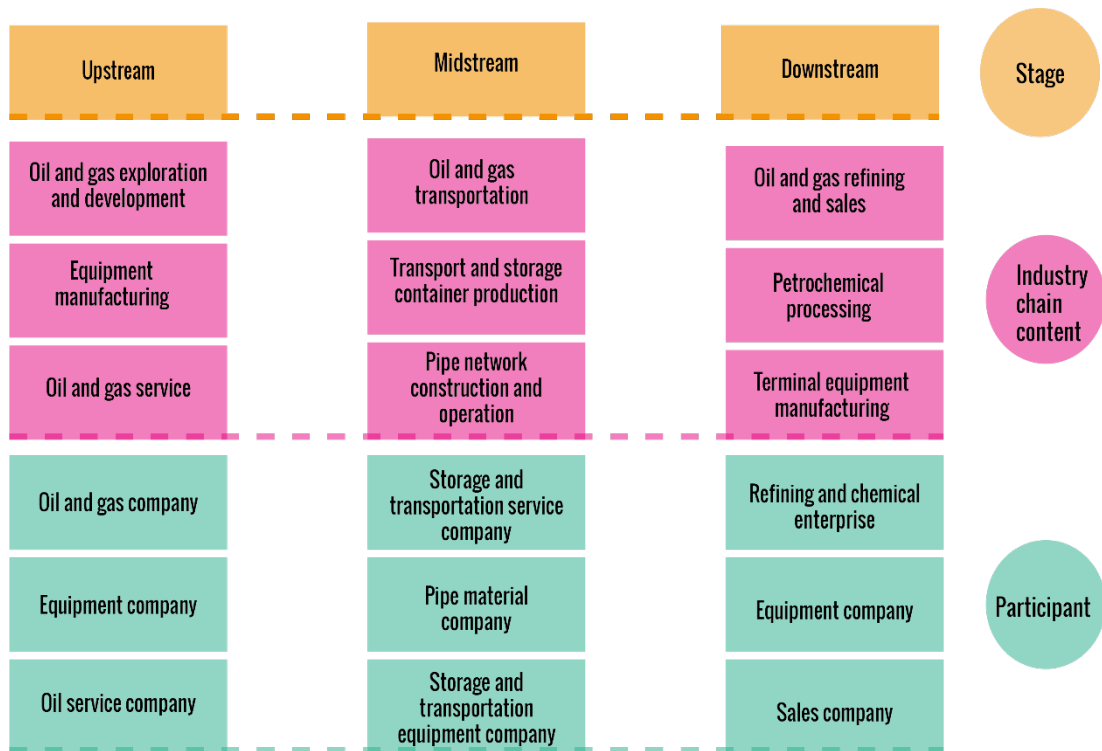 Upstream
Midstream
Downstream
Stage
Oil and gas exploration
and development
Oil and gas
transportation
Oil and gas refining
and sales
Equipment
manufacturing
Transport and storage
container production
Petrochemical
processing
Industry
chain
content
Oil and gas service
Pipe network
construction and
operation
Terminal equipment
manufacturing
Oil and gas company
Storage and
transportation service
company
Refining and chemical
enterprise
Equipment company
Pipe material
company
Equipment company
Participant
Oil service company
Storage and
transportation
equipment company
Sales company